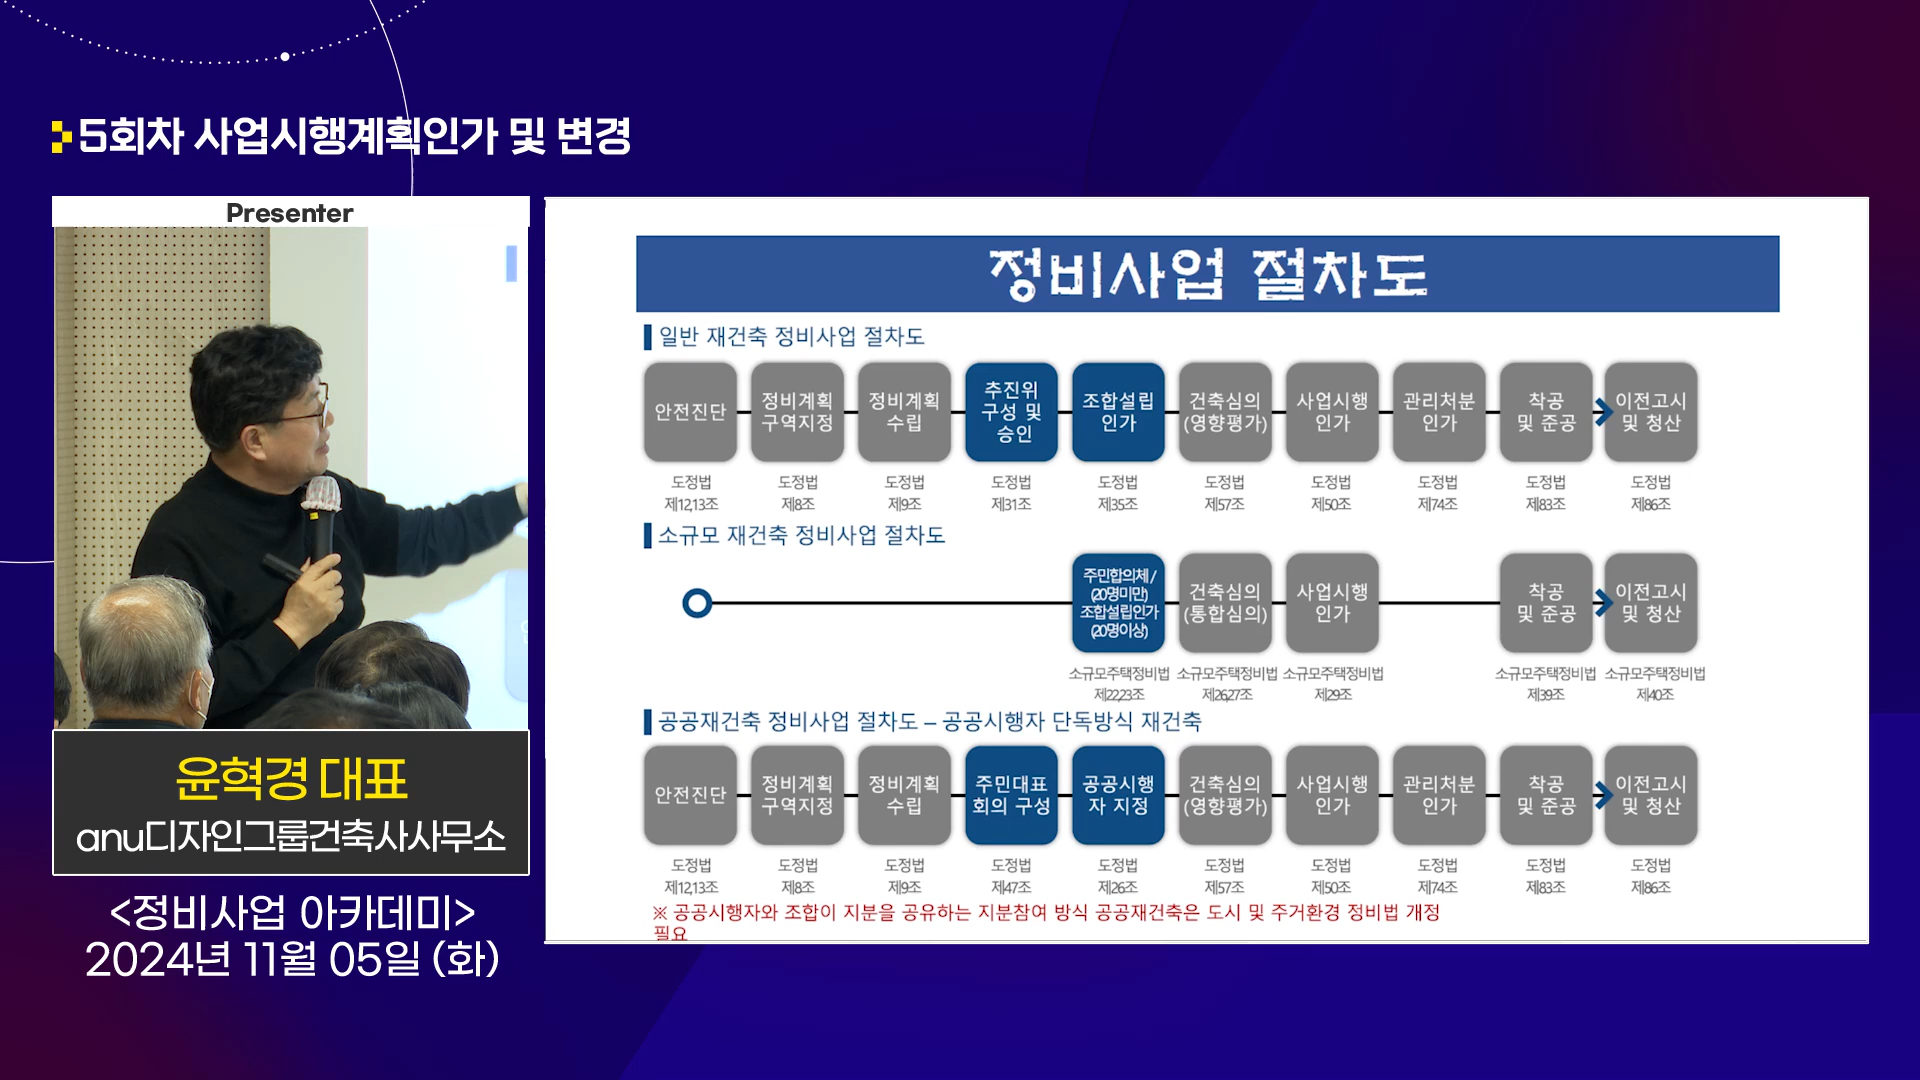 5회차 사업시행계획인가 및 변경
Presenter
윤혁경 대표
anu디자인그룹건축사사무소
<정비사업 아카데미>
2024년 11월 05일 (화)
정비사업 절차도
일반 재건축 정비사업 절차도
안전진단
정비계획
구역지정
정비계획
수립
추진위
구성 및
승인
조합설립
인가
건축심의
(영향평가)
사업시행
인가
관리처분
인가
착공
및 준공
이전고시
및 청산
도정법
제12,13조
도정법
제8조
도정법
제9조
도정법
제31조
도정법
제35조
도정법
제57조
도정법
제50조
도정법
제74조
도정법
제83조
도정법
제86조
소규모 재건축 정비사업 절차도
주민합의체/
(20명미만)
조합설립인가
(20명이상)
건축심의
(통합심의)
사업시행
인가
착공
및 준공
이전고시
및 청산
소규모주택정비법
제22,23조
소규모주택정비법
제26,27조
소규모주택정비법
제29조
소규모주택정비법
제39조
소규모주택정비법
제40조
공공재건축 정비사업 절차도 – 공공시행자 단독방식 재건축
안전진단
정비계획
구역지정
정비계획
수립
주민대표
회의 구성
공공시행
자 지정
건축심의
(영향평가)
사업시행
인가
관리처분
인가
착공
및 준공
이전고시
및 청산
도정법
제12,13조
도정법
제8조
도정법
제9조
도정법
제47조
도정법
제26조
도정법
제57조
도정법
제50조
도정법
제74조
도정법
제83조
도정법
제86조
※ 공공시행자와 조합이 지분을 공유하는 지분참여 방식 공공재건축은 도시 및 주거환경 정비법 개정
필요